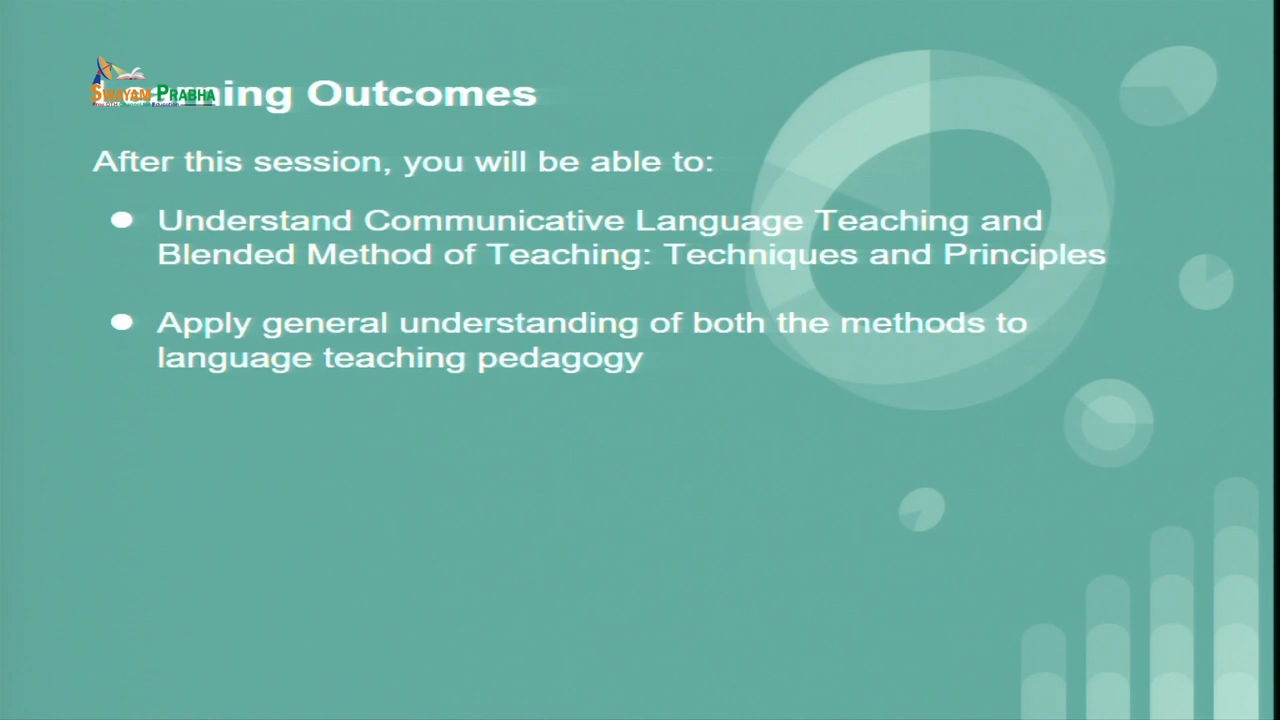 SWAYAM PRABHA
ing Outcomes
After this session, you will be able to:
Understand Communicative Language Teaching and
Blended Method of Teaching: Techniques and Principles
Apply general understanding of both the methods to
language teaching pedagogy